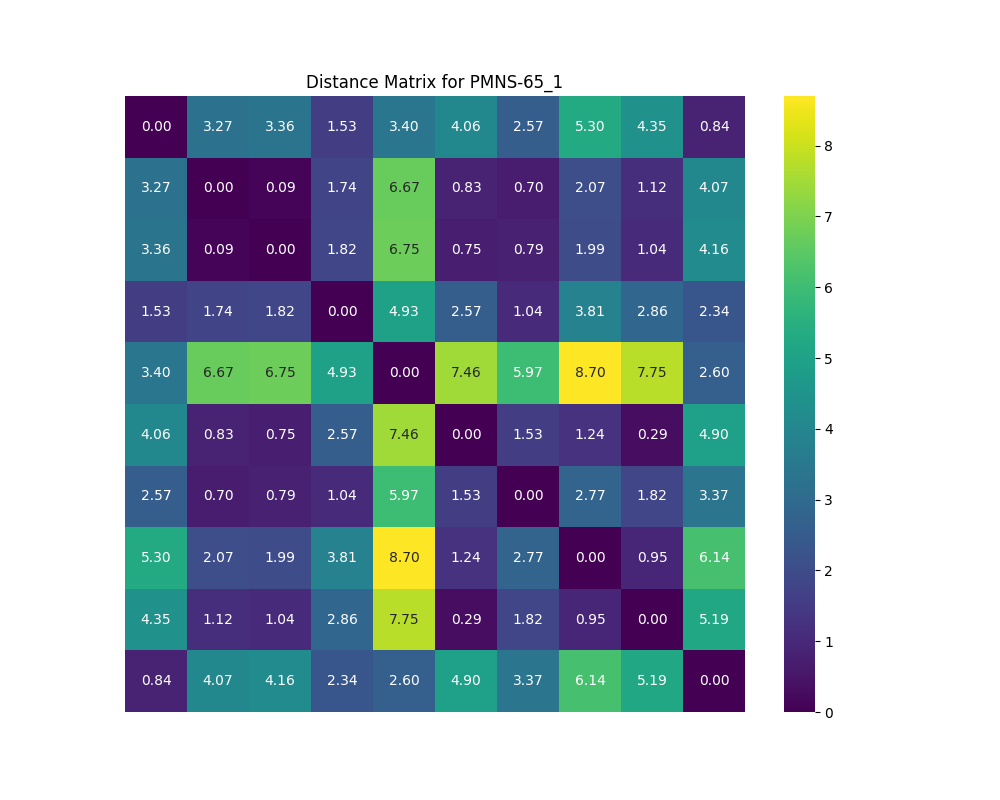 Distance Matrix for PMNS-65_1
0.00 3.27 3.36 1.53 3.40 4.06 2.57 5.30 4.35 0.84
3.27 0.00 0.09 1.74 6.67 0.83 0.70 2.07 1.12 4.07
3.36 0.09 0.00 1.82 6.75 0.75 0.79 1.99 1.04 4.16
1.53 1.74 1.82 0.00 4.93 2.57 1.04 3.81 2.86 2.34
3.40 6.67 6.75 4.93 0.00 7.46 5.97 8.70 7.75 2.60
4.06 0.83 0.75 2.57 7.46 0.00 1.53 1.24 0.29 4.90
2.57 0.70 0.79 1.04 5.97 1.53 0.00 2.77 1.82 3.37
5.30 2.07 1.99 3.81 8.70 1.24 2.77 0.00 0.95 6.14
4.35 1.12 1.04 2.86 7.75 0.29 1.82 0.95 0.00 5.19
0.84 4.07 4.16 2.34 2.60 4.90 3.37 6.14 5.19 0.00
8
7
6
5
4
3
2
1
0